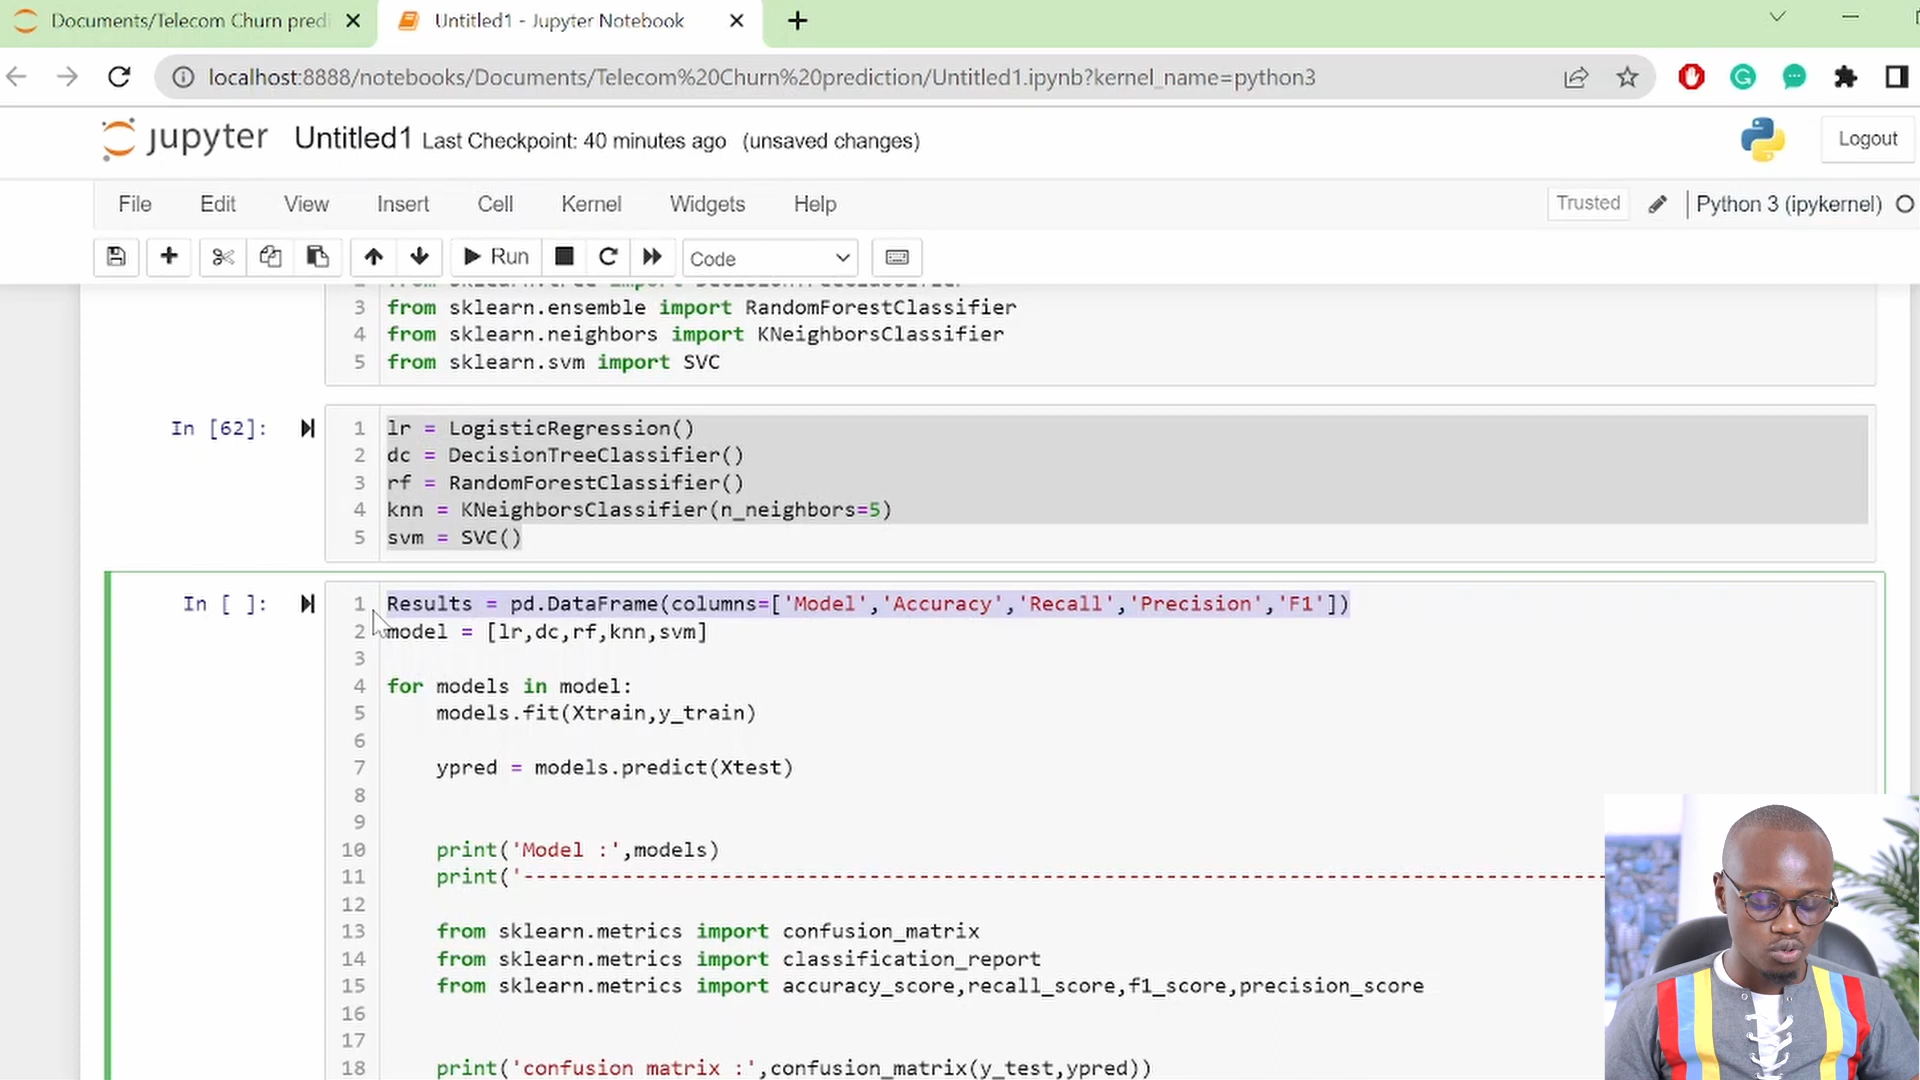 Documents/Telecom Churn pred
Untitled1 - Jupyter Notebook
localhost:8888/notebooks/Documents/Telecom%20Churn%20prediction/Untitled1.ipynb?kernel_name=python3
jupyter Untitled1 Last Checkpoint: 40 minutes ago (unsaved changes)
Logout
File Edit View Insert Cell Kernel Widgets Help
Trusted
Python 3 (ipykernel)
Run
Code
2 from sklearn.tree import DecisionTreeClassifier
3 from sklearn.ensemble import RandomForestClassifier
4 from sklearn.neighbors import KNeighborsClassifier
5 from sklearn.svm import SVC
In [62]:
1 lr = LogisticRegression()
2 dc = DecisionTreeClassifier()
3 rf = RandomForestClassifier()
4 knn = KNeighborsClassifier(n_neighbors=5)
5 svm = SVC()
In [ ]:
1 Results = pd.DataFrame(columns=['Model','Accuracy','Recall','Precision','F1'])
2 model = [lr,dc,rf,knn,svm]
3
4 for models in model:
5 models.fit(Xtrain,y_train)
6
7 ypred = models.predict(Xtest)
8
9
10 print('Model :',models)
11 print('---------------------------------------------------------------------------------------
12
13 from sklearn.metrics import confusion_matrix
14 from sklearn.metrics import classification_report
15 from sklearn.metrics import accuracy_score,recall_score,f1_score,precision_score
16
17
18 print('confusion matrix :',confusion_matrix(y_test,ypred))